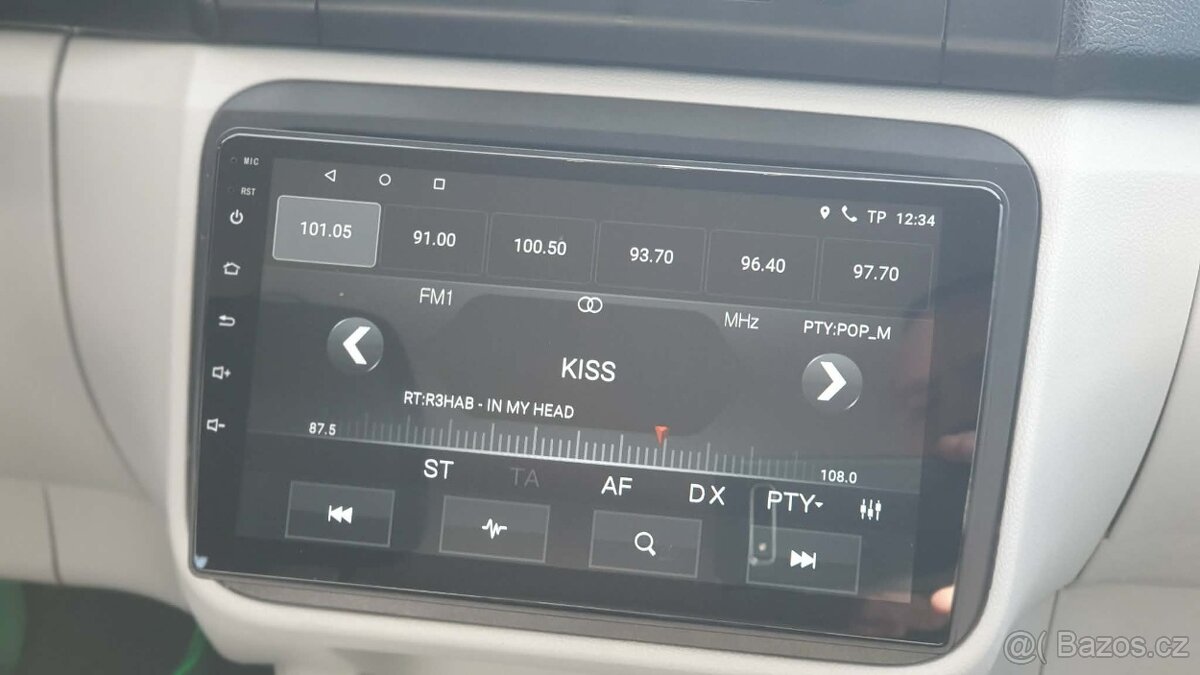 MIC
RST
TP 12:34
101.05 91.00 100.50 93.70 96.40 97.70
FM1 MHz PTY:POP_M
KISS
RT:R3HAB - IN MY HEAD
87.5 108.0
ST TA AF DX PTY
@( Bazos.cz